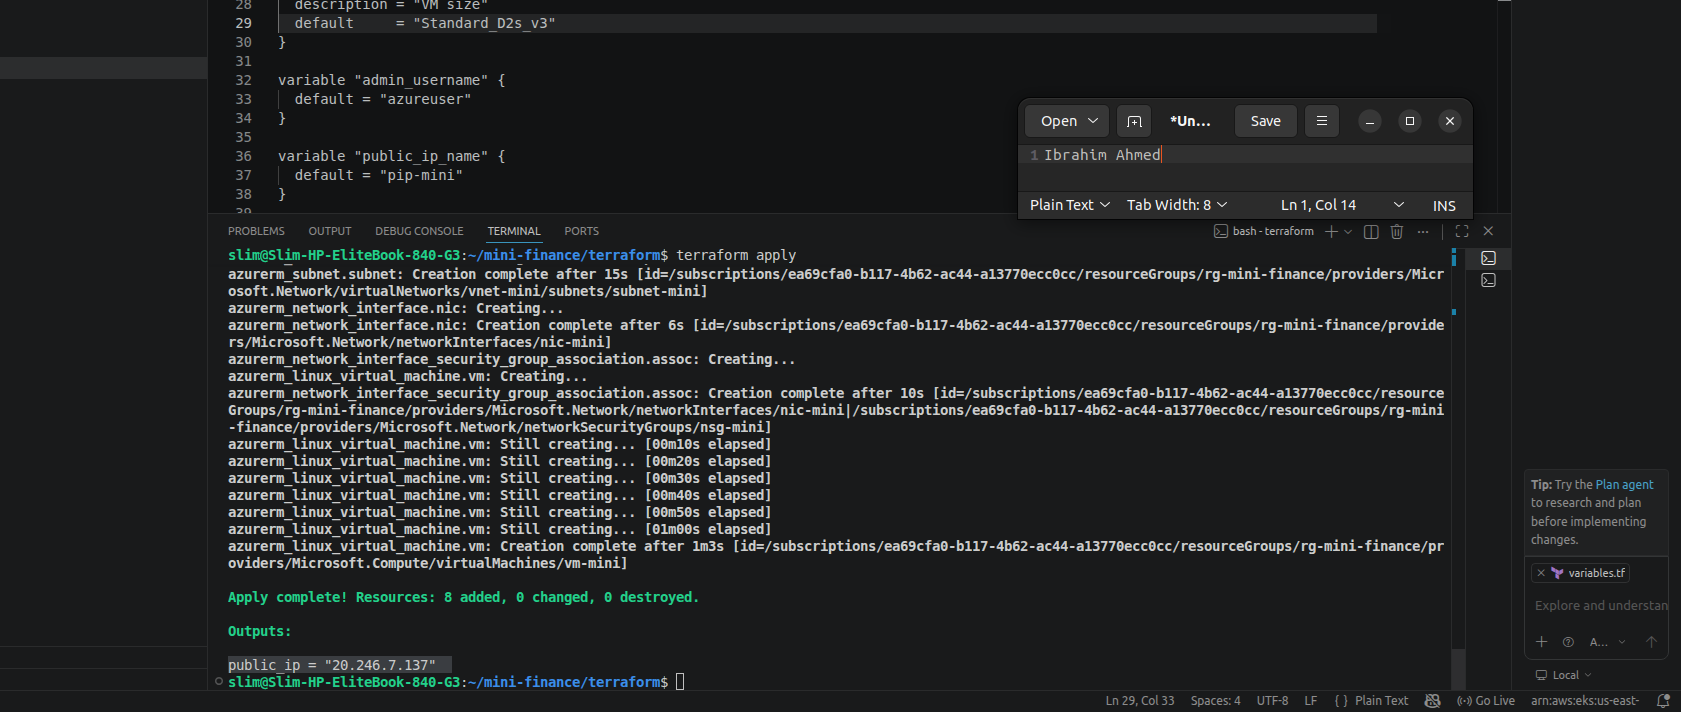 28 description = "VM size"
29 default     = "Standard_D2s_v3"
30 }
31
32 variable "admin_username" {
33 default = "azureuser"
34 }
35
36 variable "public_ip_name" {
37 default = "pip-mini"
38 }
39
Open *Un... Save
1 Ibrahim Ahmed
Plain Text Tab Width: 8 Ln 1, Col 14 INS
PROBLEMS OUTPUT DEBUG CONSOLE TERMINAL PORTS bash - terraform
slim@Slim-HP-EliteBook-840-G3:~/mini-finance/terraform$ terraform apply
azurerm_subnet.subnet: Creation complete after 15s [id=/subscriptions/ea69cfa0-b117-4b62-ac44-a13770ecc0cc/resourceGroups/rg-mini-finance/providers/Micr
osoft.Network/virtualNetworks/vnet-mini/subnets/subnet-mini]
azurerm_network_interface.nic: Creating...
azurerm_network_interface.nic: Creation complete after 6s [id=/subscriptions/ea69cfa0-b117-4b62-ac44-a13770ecc0cc/resourceGroups/rg-mini-finance/provide
rs/Microsoft.Network/networkInterfaces/nic-mini]
azurerm_network_interface_security_group_association.assoc: Creating...
azurerm_linux_virtual_machine.vm: Creating...
azurerm_network_interface_security_group_association.assoc: Creation complete after 10s [id=/subscriptions/ea69cfa0-b117-4b62-ac44-a13770ecc0cc/resource
Groups/rg-mini-finance/providers/Microsoft.Network/networkInterfaces/nic-mini|/subscriptions/ea69cfa0-b117-4b62-ac44-a13770ecc0cc/resourceGroups/rg-mini
-finance/providers/Microsoft.Network/networkSecurityGroups/nsg-mini]
azurerm_linux_virtual_machine.vm: Still creating... [00m10s elapsed]
azurerm_linux_virtual_machine.vm: Still creating... [00m20s elapsed]
azurerm_linux_virtual_machine.vm: Still creating... [00m30s elapsed]
azurerm_linux_virtual_machine.vm: Still creating... [00m40s elapsed]
azurerm_linux_virtual_machine.vm: Still creating... [00m50s elapsed]
azurerm_linux_virtual_machine.vm: Still creating... [01m00s elapsed]
azurerm_linux_virtual_machine.vm: Creation complete after 1m3s [id=/subscriptions/ea69cfa0-b117-4b62-ac44-a13770ecc0cc/resourceGroups/rg-mini-finance/pr
oviders/Microsoft.Compute/virtualMachines/vm-mini]
Apply complete! Resources: 8 added, 0 changed, 0 destroyed.
Outputs:
public_ip = "20.246.7.137"
slim@Slim-HP-EliteBook-840-G3:~/mini-finance/terraform$
Tip: Try the Plan agent
to research and plan
before implementing
changes.
variables.tf
Explore and understan
A...
Local
Ln 29, Col 33 Spaces: 4 UTF-8 LF { } Plain Text Go Live arn:aws:eks:us-east-